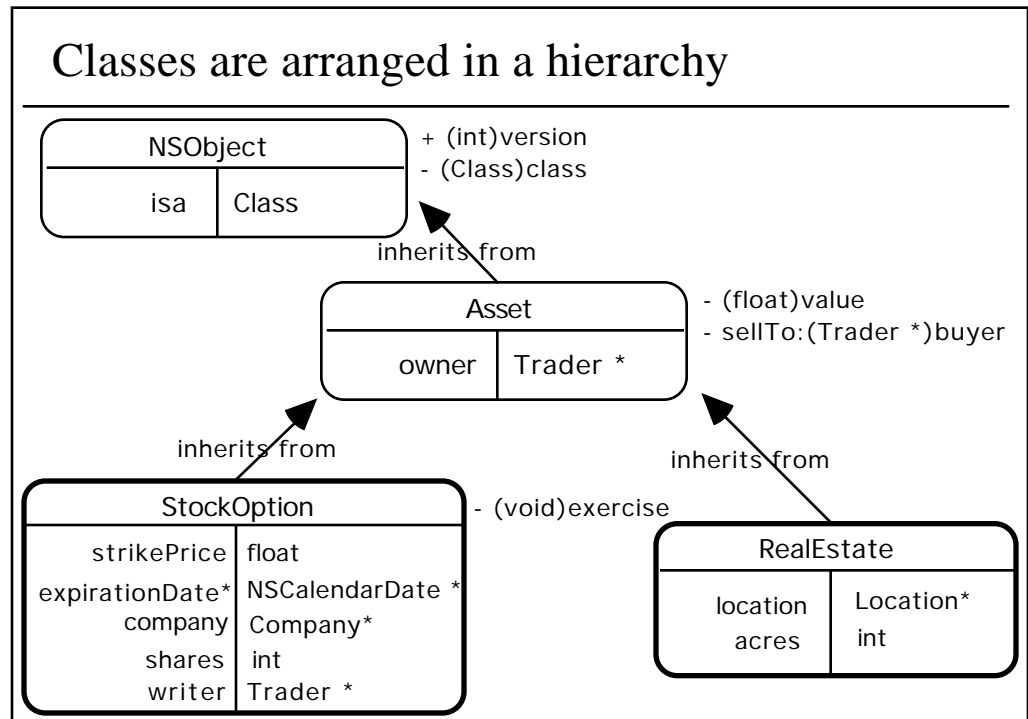 Classes are arranged in a hierarchy
NSObject
+ (int)version
- (Class)class
isa Class
inherits from
Asset
- (float)value
- sellTo:(Trader *)buyer
owner Trader *
inherits from
inherits from
StockOption
- (void)exercise
strikePrice float
expirationDate* NSCalendarDate *
company Company*
shares int
writer Trader *
RealEstate
location Location*
acres int